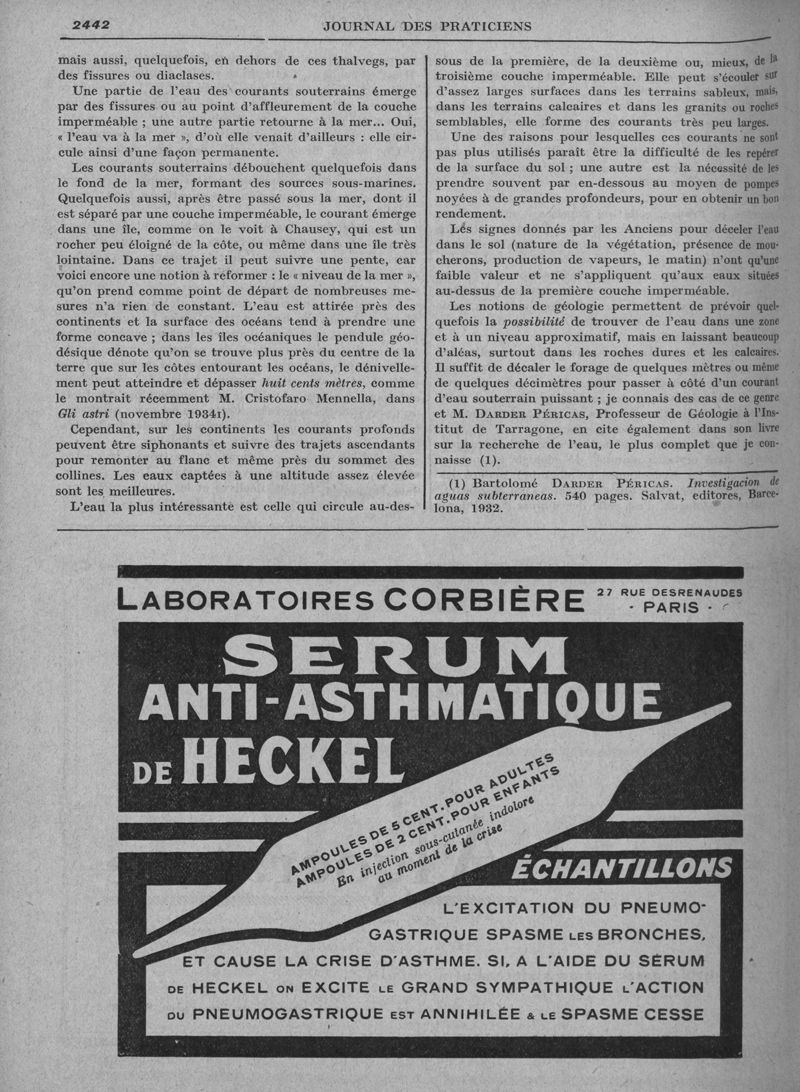 2442
JOURNAL DES PRATICIENS
mais aussi, quelquefois, en dehors de ces thalvegs, par
des fissures ou diaclases.
Une partie de l'eau des courants souterrains émerge
par des fissures ou au point d'affleurement de la couche
imperméable ; une autre partie retourne à la mer... Oui,
« l'eau va à la mer », d'où elle venait d'ailleurs : elle cir-
cule ainsi d'une façon permanente.
Les courants souterrains débouchent quelquefois dans
le fond de la mer, formant des sources sous-marines.
Quelquefois aussi, après être passé sous la mer, dont il
est séparé par une couche imperméable, le courant émerge
dans une île, comme on le voit à Chausey, qui est un
rocher peu éloigné de la côte, ou même dans une île très
lointaine. Dans ce trajet il peut suivre une pente, car
voici encore une notion à reformer : le « niveau de la mer »,
qu'on prend comme point de départ de nombreuses me-
sures n'a rien de constant. L'eau est attirée près des
continents et la surface des océans tend à prendre une
forme concave ; dans les îles océaniques le pendule géo-
désique dénote qu'on se trouve plus près du centre de la
terre que sur les côtes entourant les océans, le dénivelle-
ment peut atteindre et dépasser huit cents mètres, comme
le montrait récemment M. Cristofaro Mennella, dans
Gli astri (novembre 1934).
Cependant, sur les continents les courants profonds
peuvent être siphonants et suivre des trajets ascendants
pour remonter au flanc et même près du sommet des
collines. Les eaux captées à une altitude assez élevée
sont les meilleures.
L'eau la plus intéressante est celle qui circule au-des-
sous de la première, de la deuxième ou, mieux, de la
troisième couche imperméable. Elle peut s'écouler sur
d'assez larges surfaces dans les terrains sableux, mais,
dans les terrains calcaires et dans les granits ou roches
semblables, elle forme des courants très peu larges.
Une des raisons pour lesquelles ces courants ne sont
pas plus utilisés paraît être la difficulté de les repérer
de la surface du sol ; une autre est la nécessité de les
prendre souvent par en-dessous au moyen de pompes
noyées à de grandes profondeurs, pour en obtenir un bon
rendement.
Les signes donnés par les Anciens pour déceler l'eau
dans le sol (nature de la végétation, présence de mou-
cherons, production de vapeurs, le matin) n'ont qu'une
faible valeur et ne s'appliquent qu'aux eaux situées
au-dessus de la première couche imperméable.
Les notions de géologie permettent de prévoir quel-
quefois la possibilité de trouver de l'eau dans une zone
et à un niveau approximatif, mais en laissant beaucoup
d'aléas, surtout dans les roches dures et les calcaires.
Il suffit de décaler le forage de quelques mètres ou même
de quelques décimètres pour passer à côté d'un courant
d'eau souterrain puissant ; je connais des cas de ce genre
et M. DARDER PÉRICAS, Professeur de Géologie à l'Ins-
titut de Tarragone, en cite également dans son livre
sur la recherche de l'eau, le plus complet que je con-
naisse (1).
(1) Bartolomé DARDER PÉRICAS. Investigacion de
aguas subterraneas. 540 pages. Salvat, editores, Barce-
lona, 1932.
LABORATOIRES CORBIÈRE
27 RUE DESRENAUDES
· PARIS ·
SERUM
ANTI-ASTHMATIQUE
DE HECKEL
AMPOULES DE 5 CENT. POUR ADULTES
AMPOULES DE 2 CENT. POUR ENFANTS
En injection sous-cutanée indolore
au moment de la crise
ÉCHANTILLONS
L'EXCITATION DU PNEUMO-
GASTRIQUE SPASME LES BRONCHES,
ET CAUSE LA CRISE D'ASTHME. SI, A L'AIDE DU SÉRUM
DE HECKEL ON EXCITE LE GRAND SYMPATHIQUE L'ACTION
DU PNEUMOGASTRIQUE EST ANNIHILÉE & LE SPASME CESSE